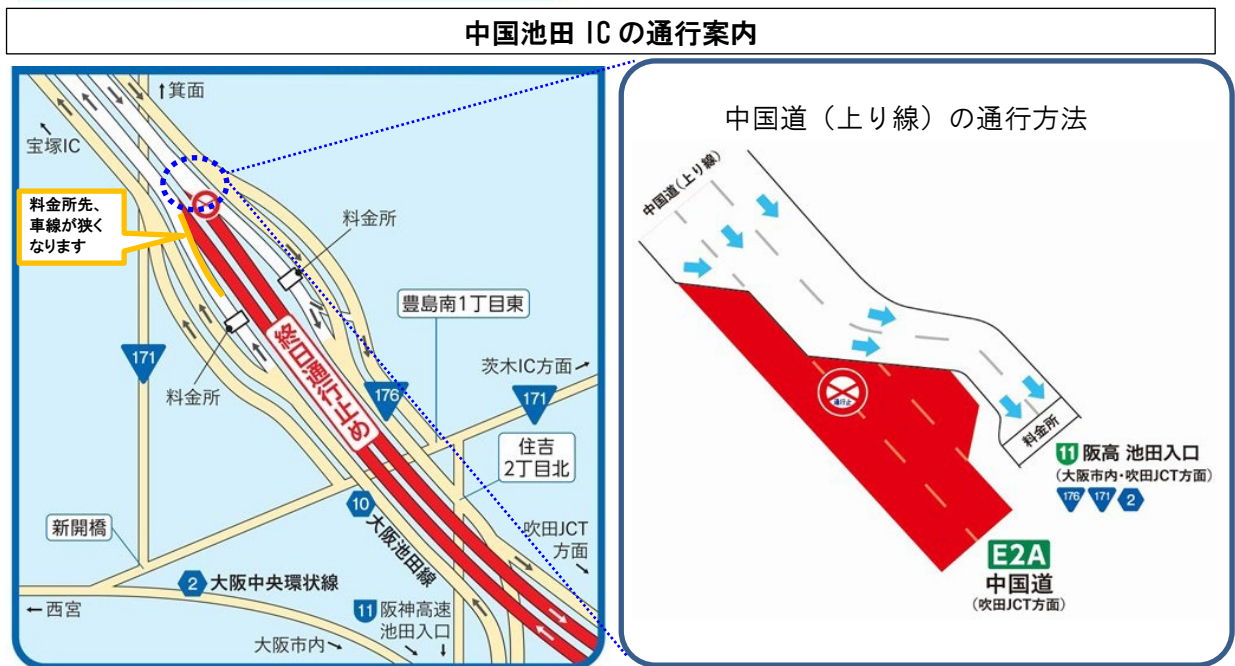 中国池田 IC の通行案内
↑箕面
宝塚IC
料金所先、
車線が狭く
なります
料金所
豊島南1丁目東
171
料金所
終日通行止め
176
茨木IC方面→
171
住吉
2丁目北
10
大阪池田線
新開橋
吹田JCT
方面
2
大阪中央環状線
←西宮
11
阪神高速
池田入口
大阪市内
中国道（上り線）の通行方法
中国道(上り線)
通行止
料金所
11 阪高 池田入口
(大阪市内・吹田JCT方面)
176 171 2
E2A
中国道
(吹田JCT方面)